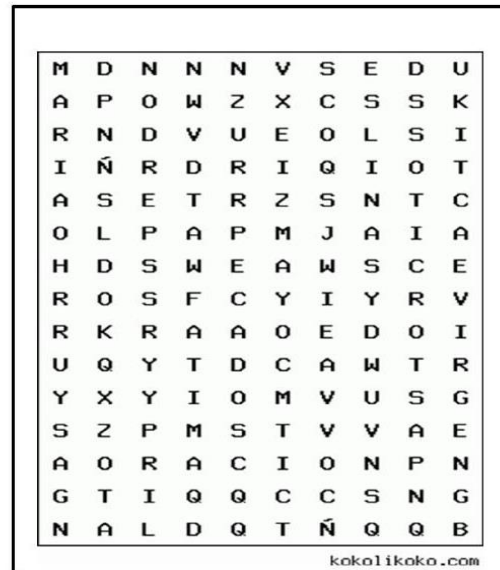 M D N N N V S E D U
A P O W Z X C S S K
R N D V U E O L S I
I Ñ R D R I Q I O T
A S E T R Z S N T C
O L P A P M J A I A
H D S W E A W S C E
R O S F C Y I Y R V
R K R A A O E D O I
U Q Y T D C A W T R
Y X Y I O M V U S G
S Z P M S T V V A E
A O R A C I O N P N
G T I Q Q C C S N G
N A L D Q T Ñ Q Q B
kokolikoko.com